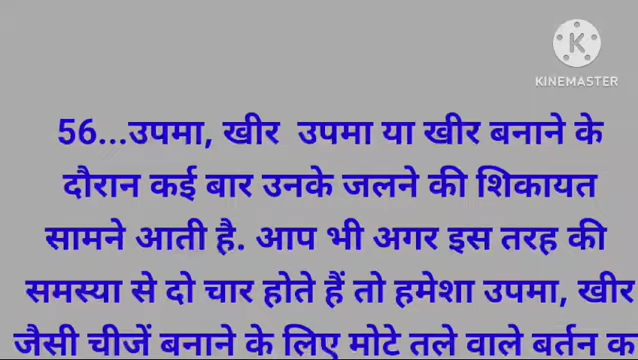 KINEMASTER
56...उपमा, खीर उपमा या खीर बनाने के
दौरान कई बार उनके जलने की शिकायत
सामने आती है. आप भी अगर इस तरह की
समस्या से दो चार होते हैं तो हमेशा उपमा, खीर
जैसी चीजें बनाने के लिए मोटे तले वाले बर्तन